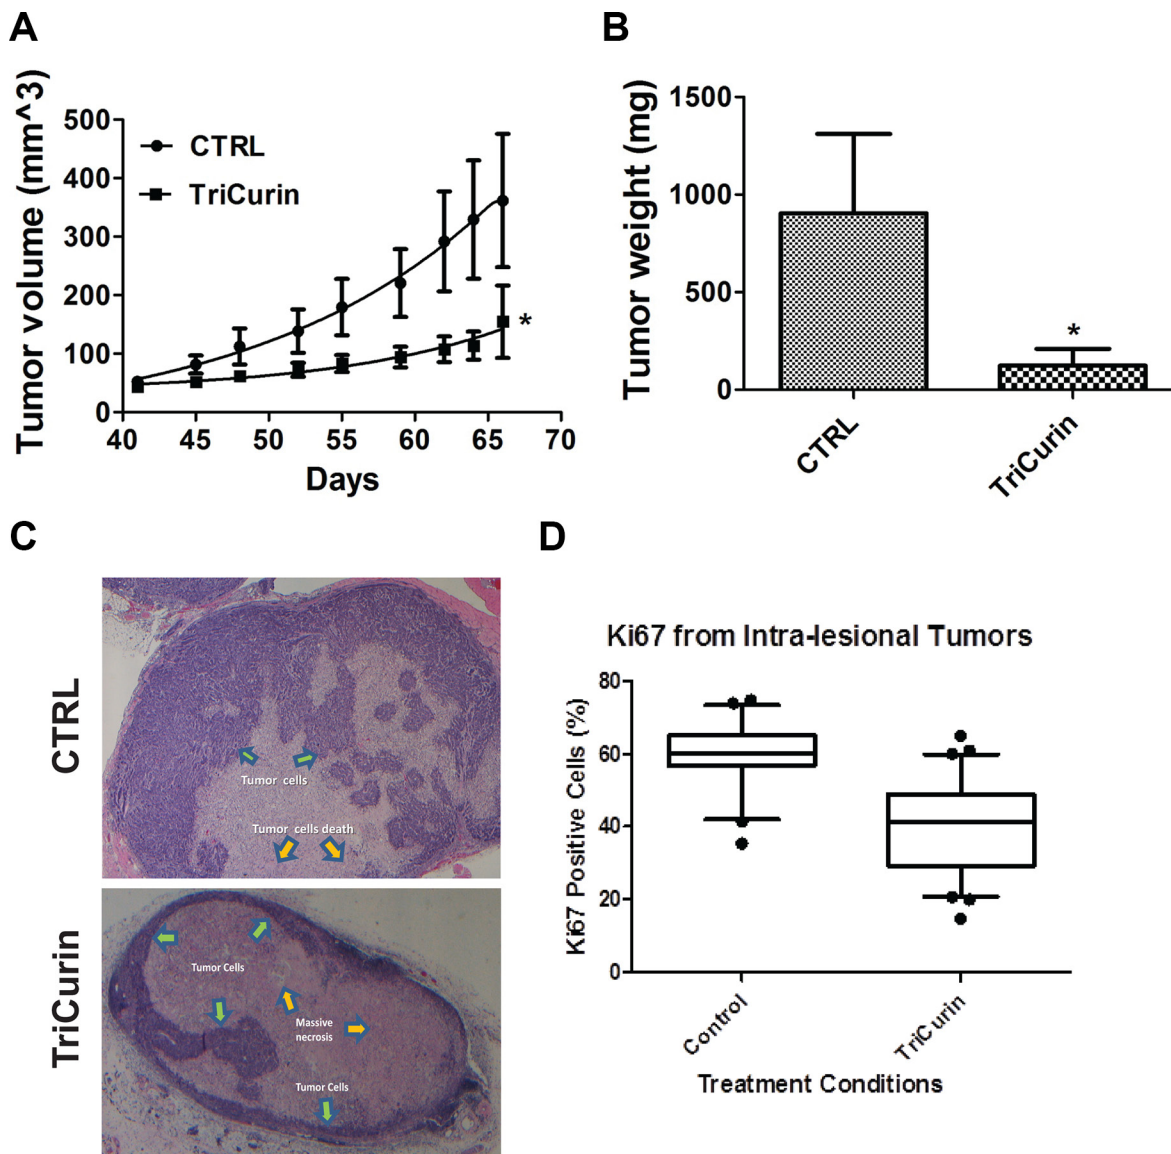 A
Tumor volume (mm^3)
500
400
300
200
100
0
CTRL
TriCurin
*
40 45 50 55 60 65 70
Days
B
Tumor weight (mg)
1500
1000
500
0
*
CTRL
TriCurin
C
CTRL
Tumor cells
Tumor cells death
TriCurin
Tumor Cells
Massive
necrosis
Tumor Cells
D
Ki67 from Intra-lesional Tumors
Ki67 Positive Cells (%)
80
60
40
20
0
Control
TriCurin
Treatment Conditions